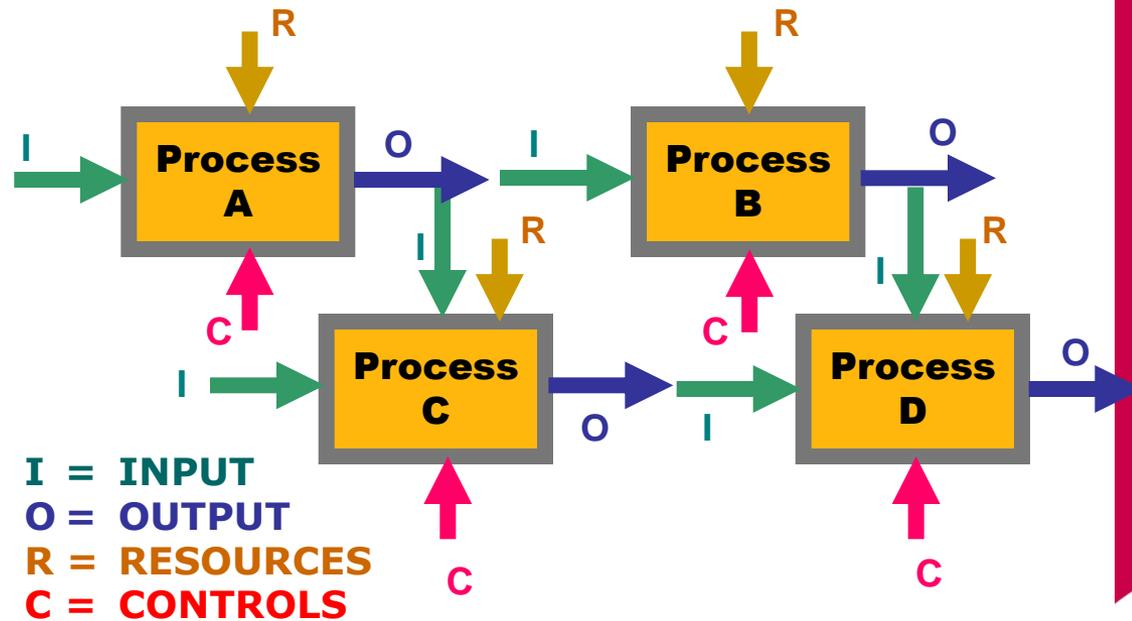 R
R
I
Process
A
O
I
Process
B
O
C
I
R
C
I
R
I
Process
C
O
I
Process
D
O
C
C
I = INPUT
O = OUTPUT
R = RESOURCES
C = CONTROLS